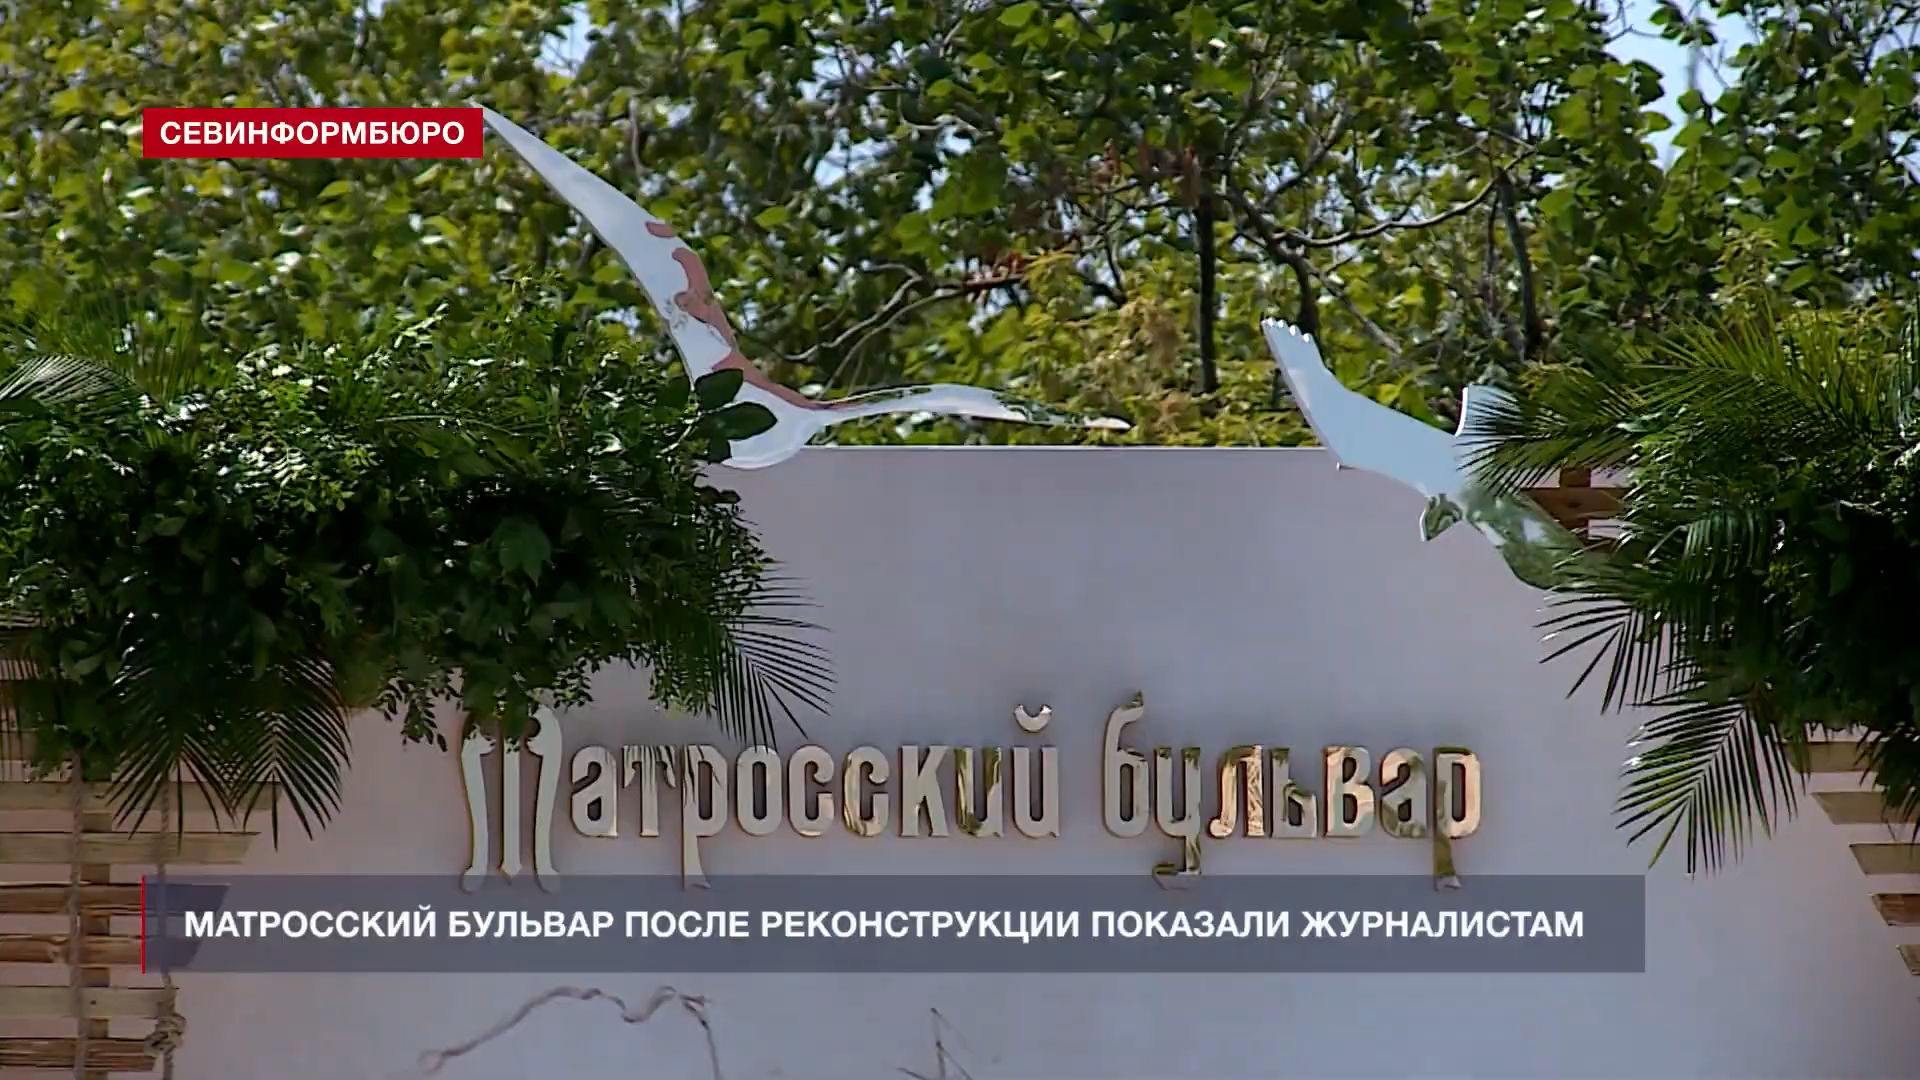 СЕВИНФОРМБЮРО
Матросский бульвар
МАТРОССКИЙ БУЛЬВАР ПОСЛЕ РЕКОНСТРУКЦИИ ПОКАЗАЛИ ЖУРНАЛИСТАМ